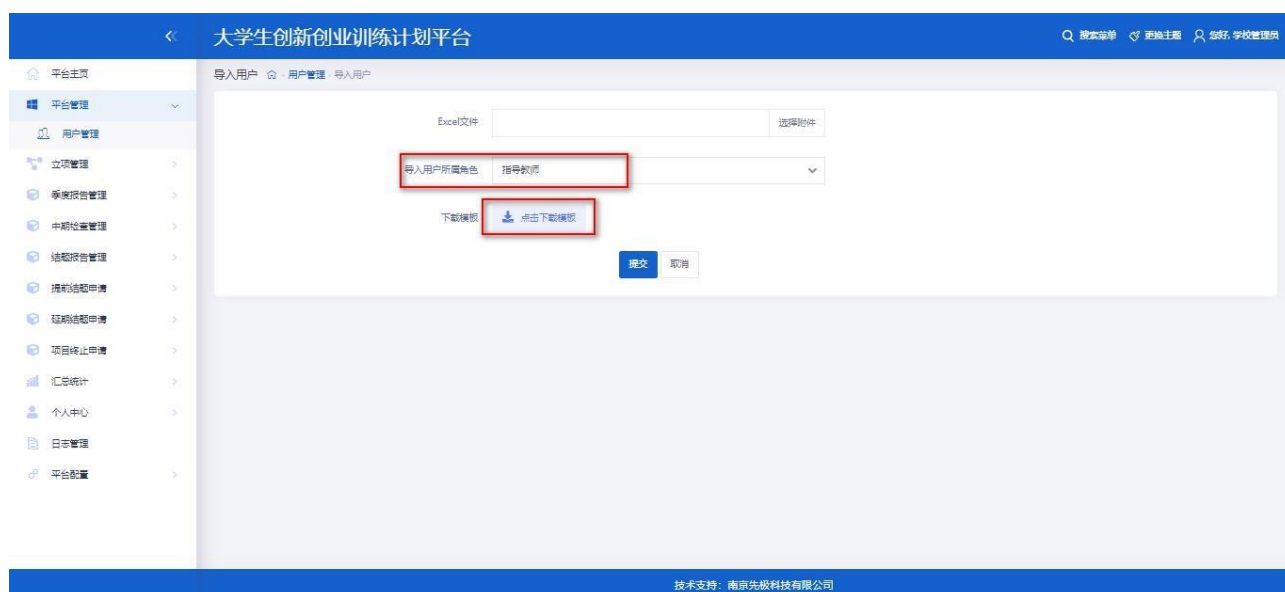 大学生创新创业训练计划平台
搜索菜单 更换主题 您好, 学校管理员
平台主页
平台管理
用户管理
立项管理
季度报告管理
中期检查管理
结题报告管理
提前结题申请
延期结题申请
项目终止申请
汇总统计
个人中心
日志管理
平台配置
导入用户 - 用户管理 - 导入用户
Excel文件 选择附件
导入用户所属角色 指导教师
下载模板 点击下载模板
提交 取消
技术支持：南京先极科技有限公司